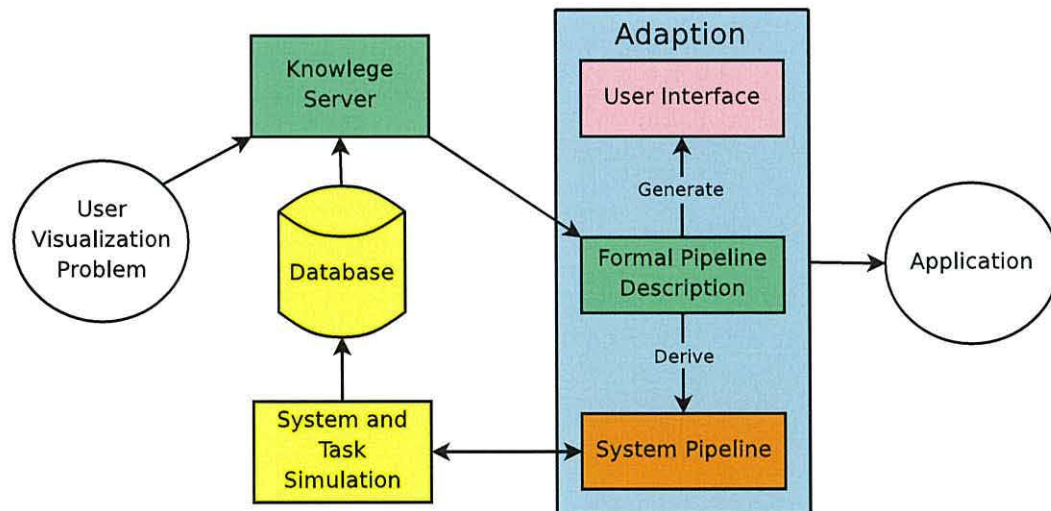 Adaption
Knowlege
Server
User Interface
Generate
User
Visualization
Problem
Database
Formal Pipeline
Description
Application
Derive
System and
Task
Simulation
System Pipeline